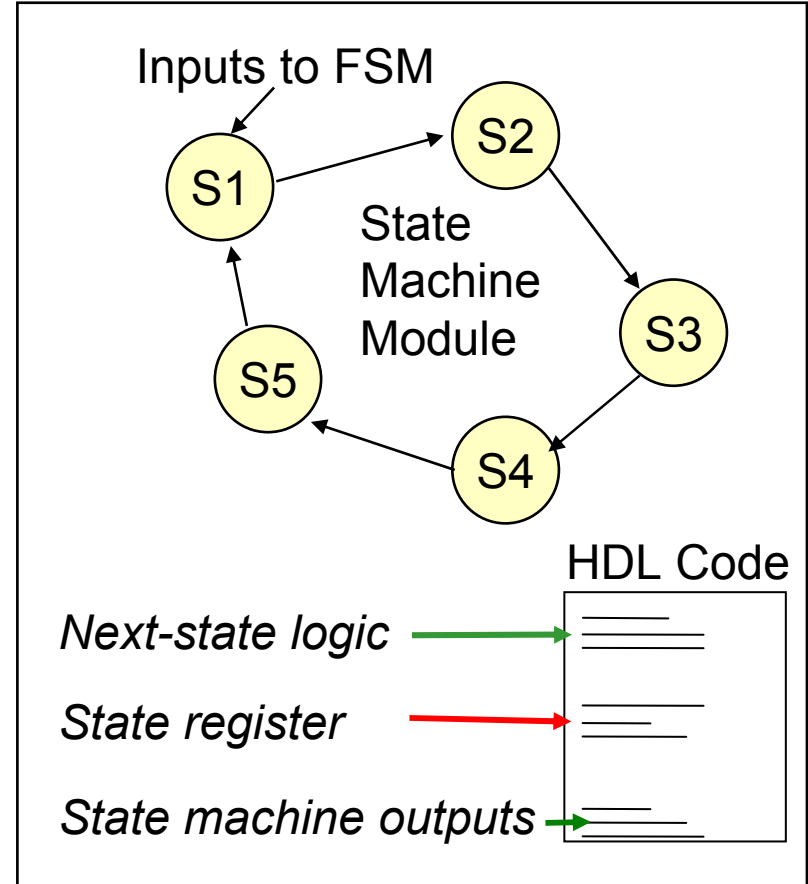 Inputs to FSM
S1
S2
State
Machine
Module
S3
S5
S4
HDL Code
Next-state logic
State register
State machine outputs